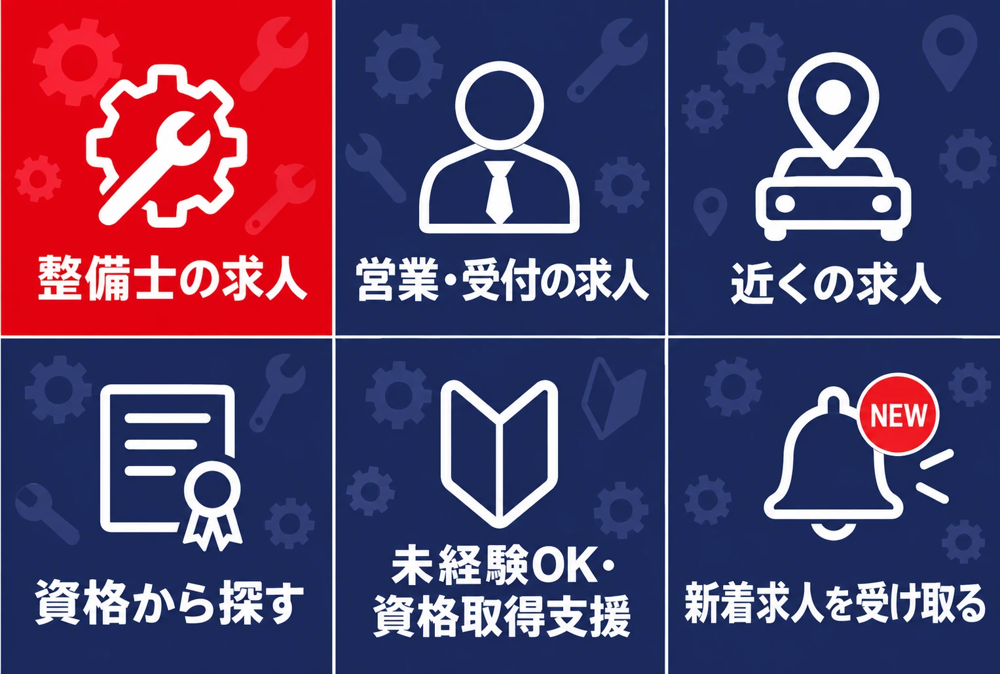 整備士の求人
営業・受付の求人
近くの求人
資格から探す
未経験OK・
資格取得支援
NEW
新着求人を受け取る